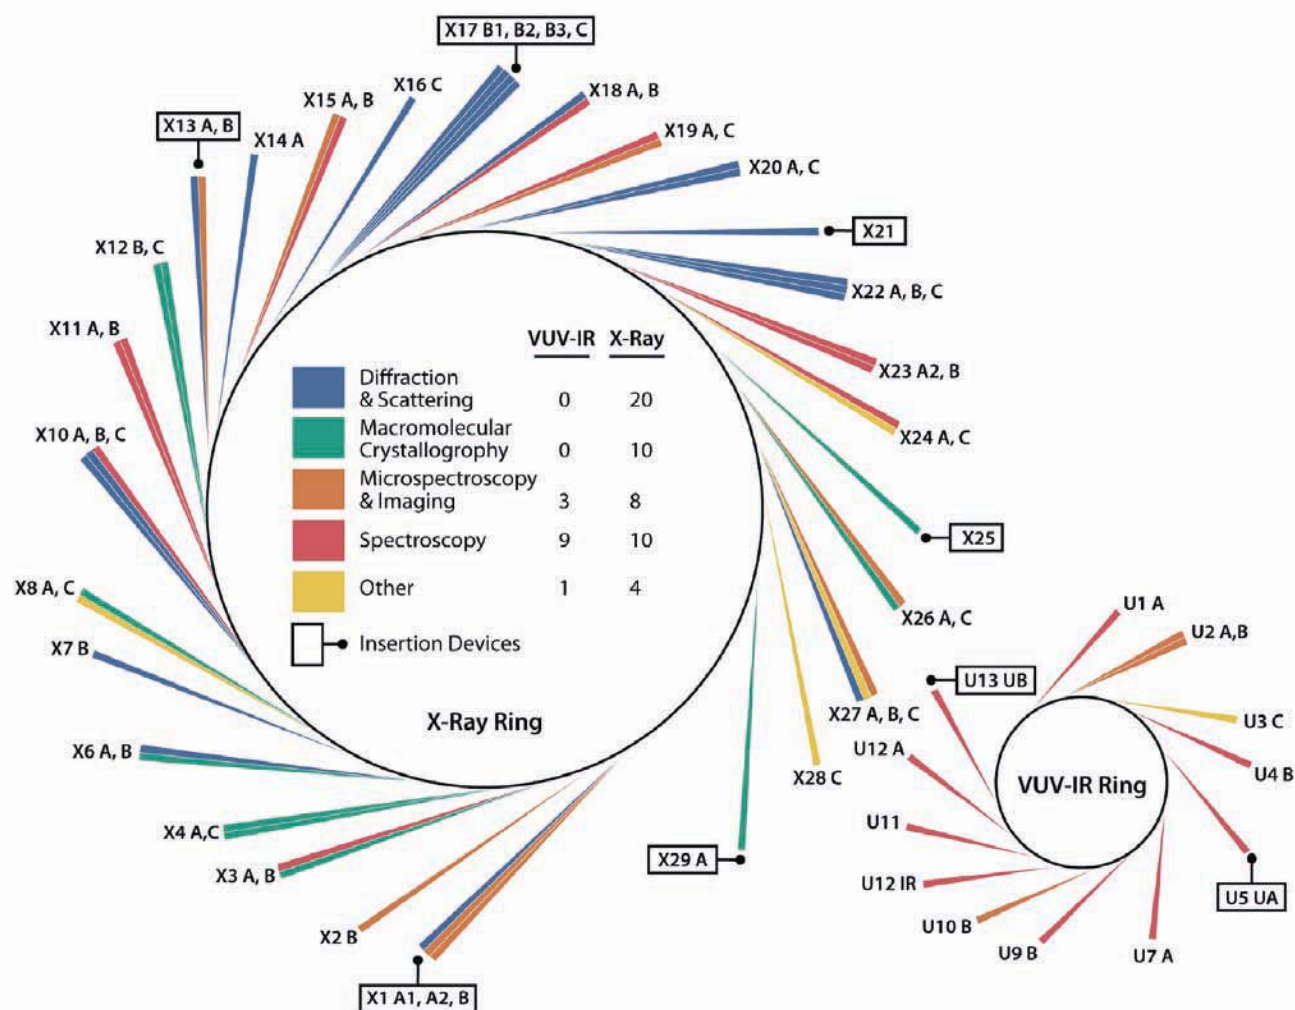 X17 B1, B2, B3, C
X16 C
X18 A, B
X15 A, B
X13 A, B
X14 A
X19 A, C
X20 A, C
X21
X12 B, C
X22 A, B, C
X11 A, B
X23 A2, B
X10 A, B, C
X24 A, C
VUV-IR X-Ray
Diffraction
& Scattering 0 20
Macromolecular
Crystallography 0 10
Microspectroscopy
& Imaging 3 8
Spectroscopy 9 10
Other 1 4
Insertion Devices
X-Ray Ring
X25
X8 A, C
X26 A, C
X7 B
X27 A, B, C
X6 A, B
X28 C
X4 A,C
X29 A
X3 A, B
X2 B
X1 A1, A2, B
U1 A
U2 A,B
U13 UB
U3 C
U12 A
U4 B
VUV-IR Ring
U11
U12 IR
U5 UA
U10 B
U9 B
U7 A